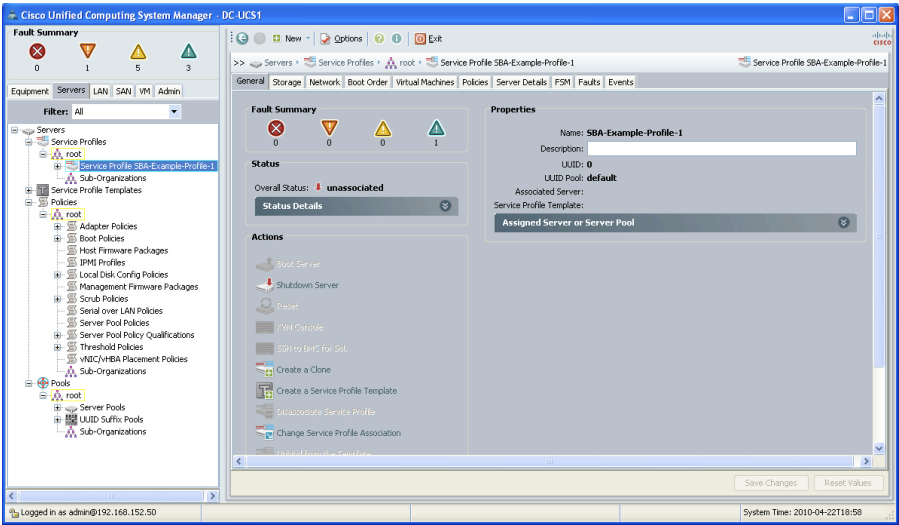 Cisco Unified Computing System Manager - DC-UCS1
Fault Summary
0 1 5 3
New Options Exit
cisco
>> Servers Service Profiles root Service Profile SBA-Example-Profile-1
Service Profile SBA-Example-Profile-1
Equipment Servers LAN SAN VM Admin
Filter: All
Servers
Service Profiles
root
Service Profile SBA-Example-Profile-1
Sub-Organizations
Service Profile Templates
Policies
root
Adapter Policies
Boot Policies
Host Firmware Packages
IPMI Profiles
Local Disk Config Policies
Management Firmware Packages
Scrub Policies
Serial over LAN Policies
Server Pool Policies
Server Pool Policy Qualifications
Threshold Policies
vNIC/vHBA Placement Policies
Sub-Organizations
Pools
root
Server Pools
UUID Suffix Pools
Sub-Organizations
General Storage Network Boot Order Virtual Machines Policies Server Details FSM Faults Events
Fault Summary
0 0 0 1
Status
Overall Status: unassociated
Status Details
Actions
Boot Server
Shutdown Server
Reset
KVM Console
SSH to BMC for SoL
Create a Clone
Create a Service Profile Template
Disassociate Service Profile
Change Service Profile Association
Unbind from the Template
Properties
Name: SBA-Example-Profile-1
Description:
UUID: 0
UUID Pool: default
Associated Server:
Service Profile Template:
Assigned Server or Server Pool
Save Changes Reset Values
Logged in as admin@192.168.152.50
System Time: 2010-04-22T18:58